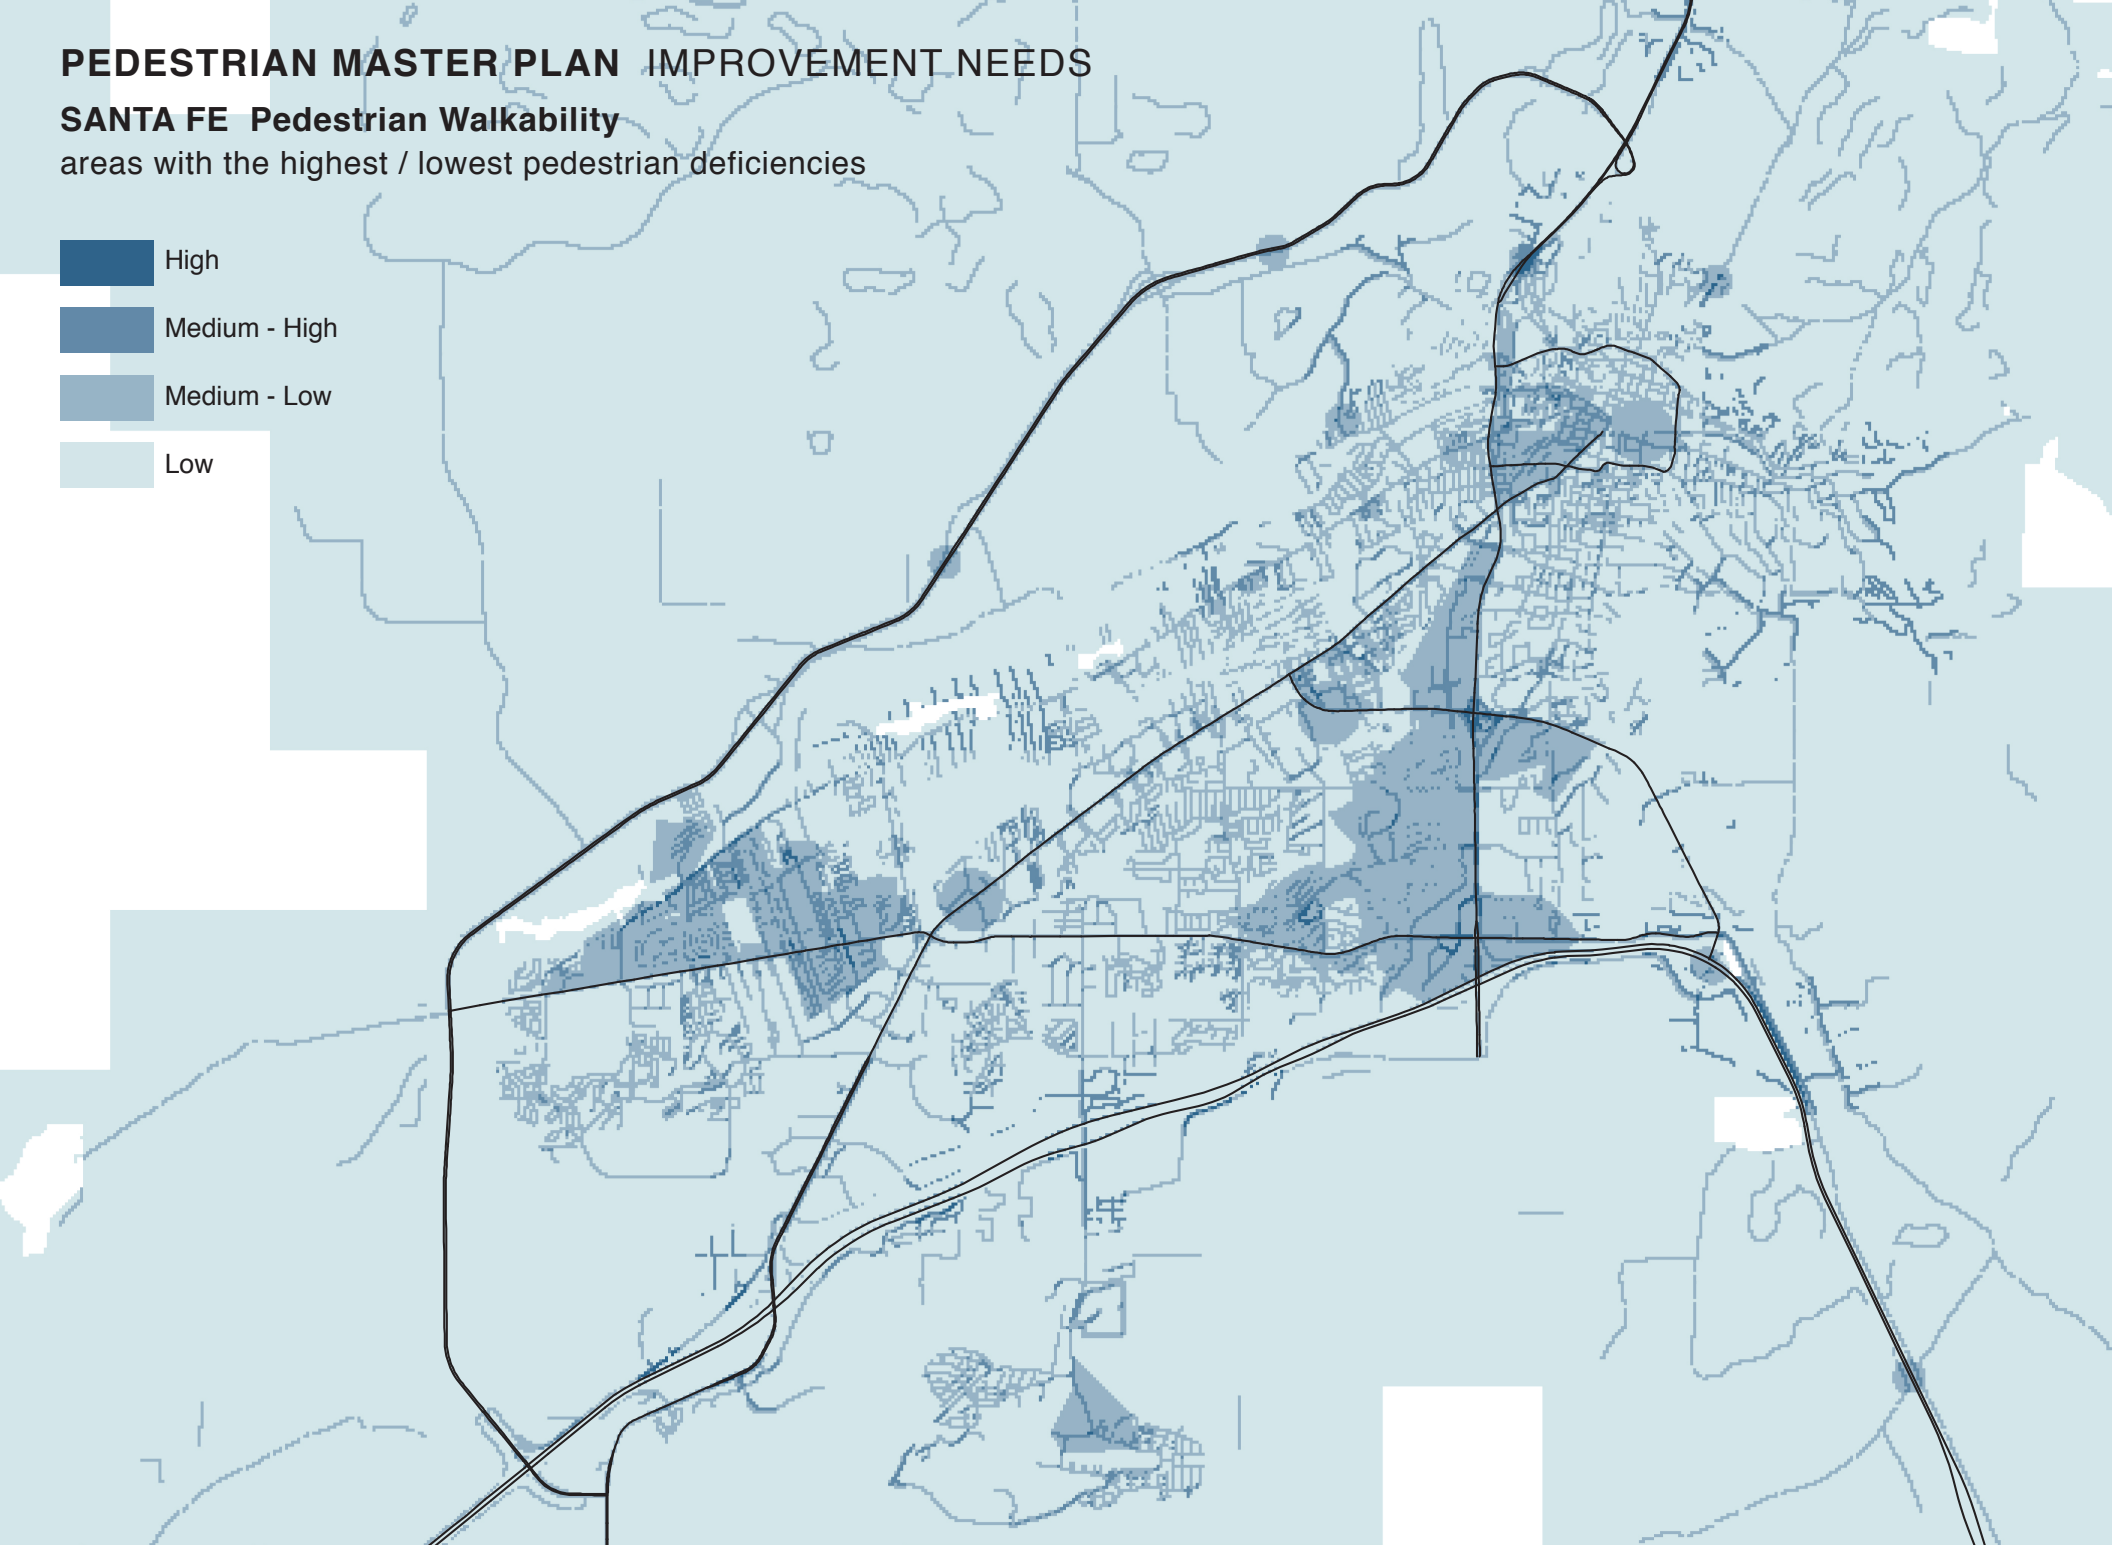 PEDESTRIAN MASTER PLAN IMPROVEMENT NEEDS
SANTA FE Pedestrian Walkability
areas with the highest / lowest pedestrian deficiencies
High
Medium - High
Medium - Low
Low